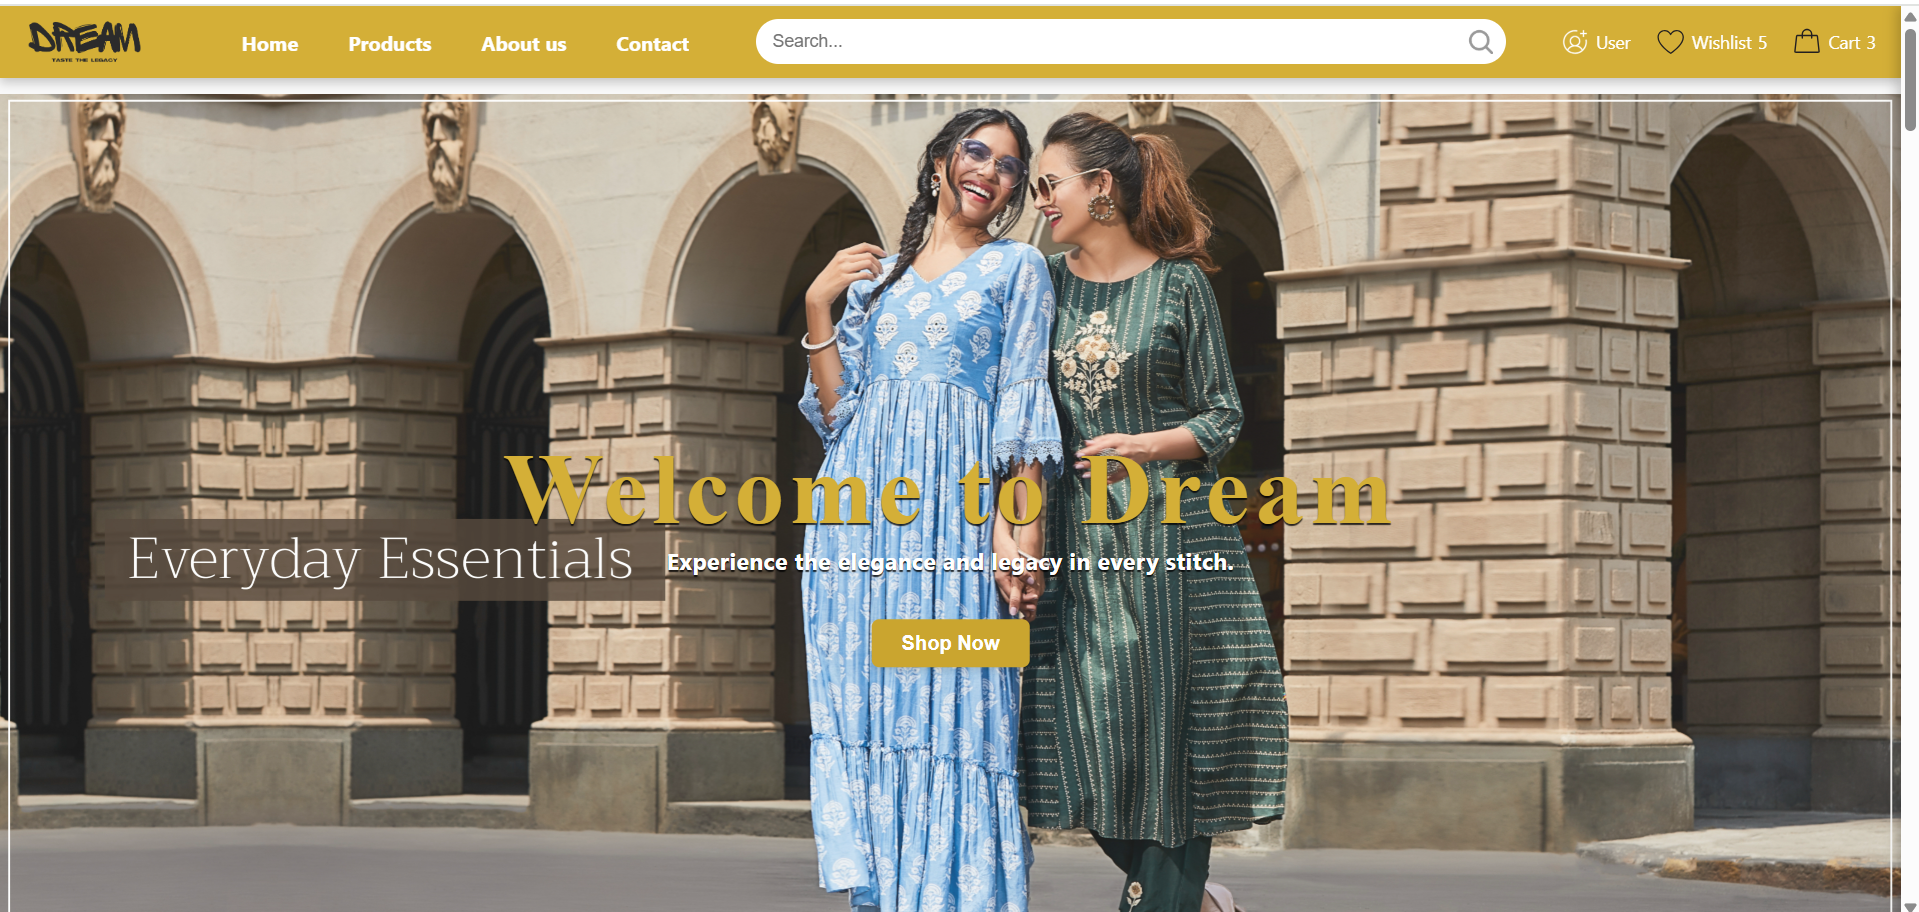 DREAM
TASTE THE LEGACY
Home Products About us Contact
Search...
User Wishlist 5 Cart 3
Welcome to Dream
Everyday Essentials
Experience the elegance and legacy in every stitch.
Shop Now